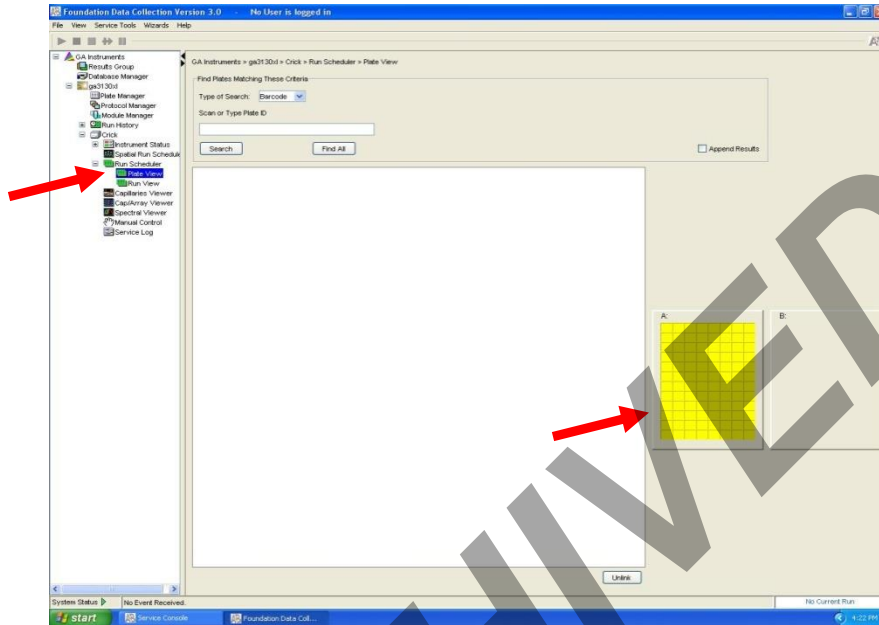 Foundation Data Collection Version 3.0 - No User is logged in
File View Service Tools Wizards Help
GA Instruments
Results Group
Database Manager
ga3130xl
Plate Manager
Protocol Manager
Module Manager
Run History
Crick
Instrument Status
Spatial Run Schedule
Run Scheduler
Plate View
Run View
Capillaries Viewer
Cap/Array Viewer
Spectral Viewer
Manual Control
Service Log
GA Instruments » ga3130xl » Crick » Run Scheduler » Plate View
Find Plates Matching These Criteria
Type of Search: Barcode
Scan or Type Plate ID
Search Find All Append Results
A: B:
Unlink
System Status No Event Received. No Current Run
start Service Console Foundation Data Coll... 4:22 PM